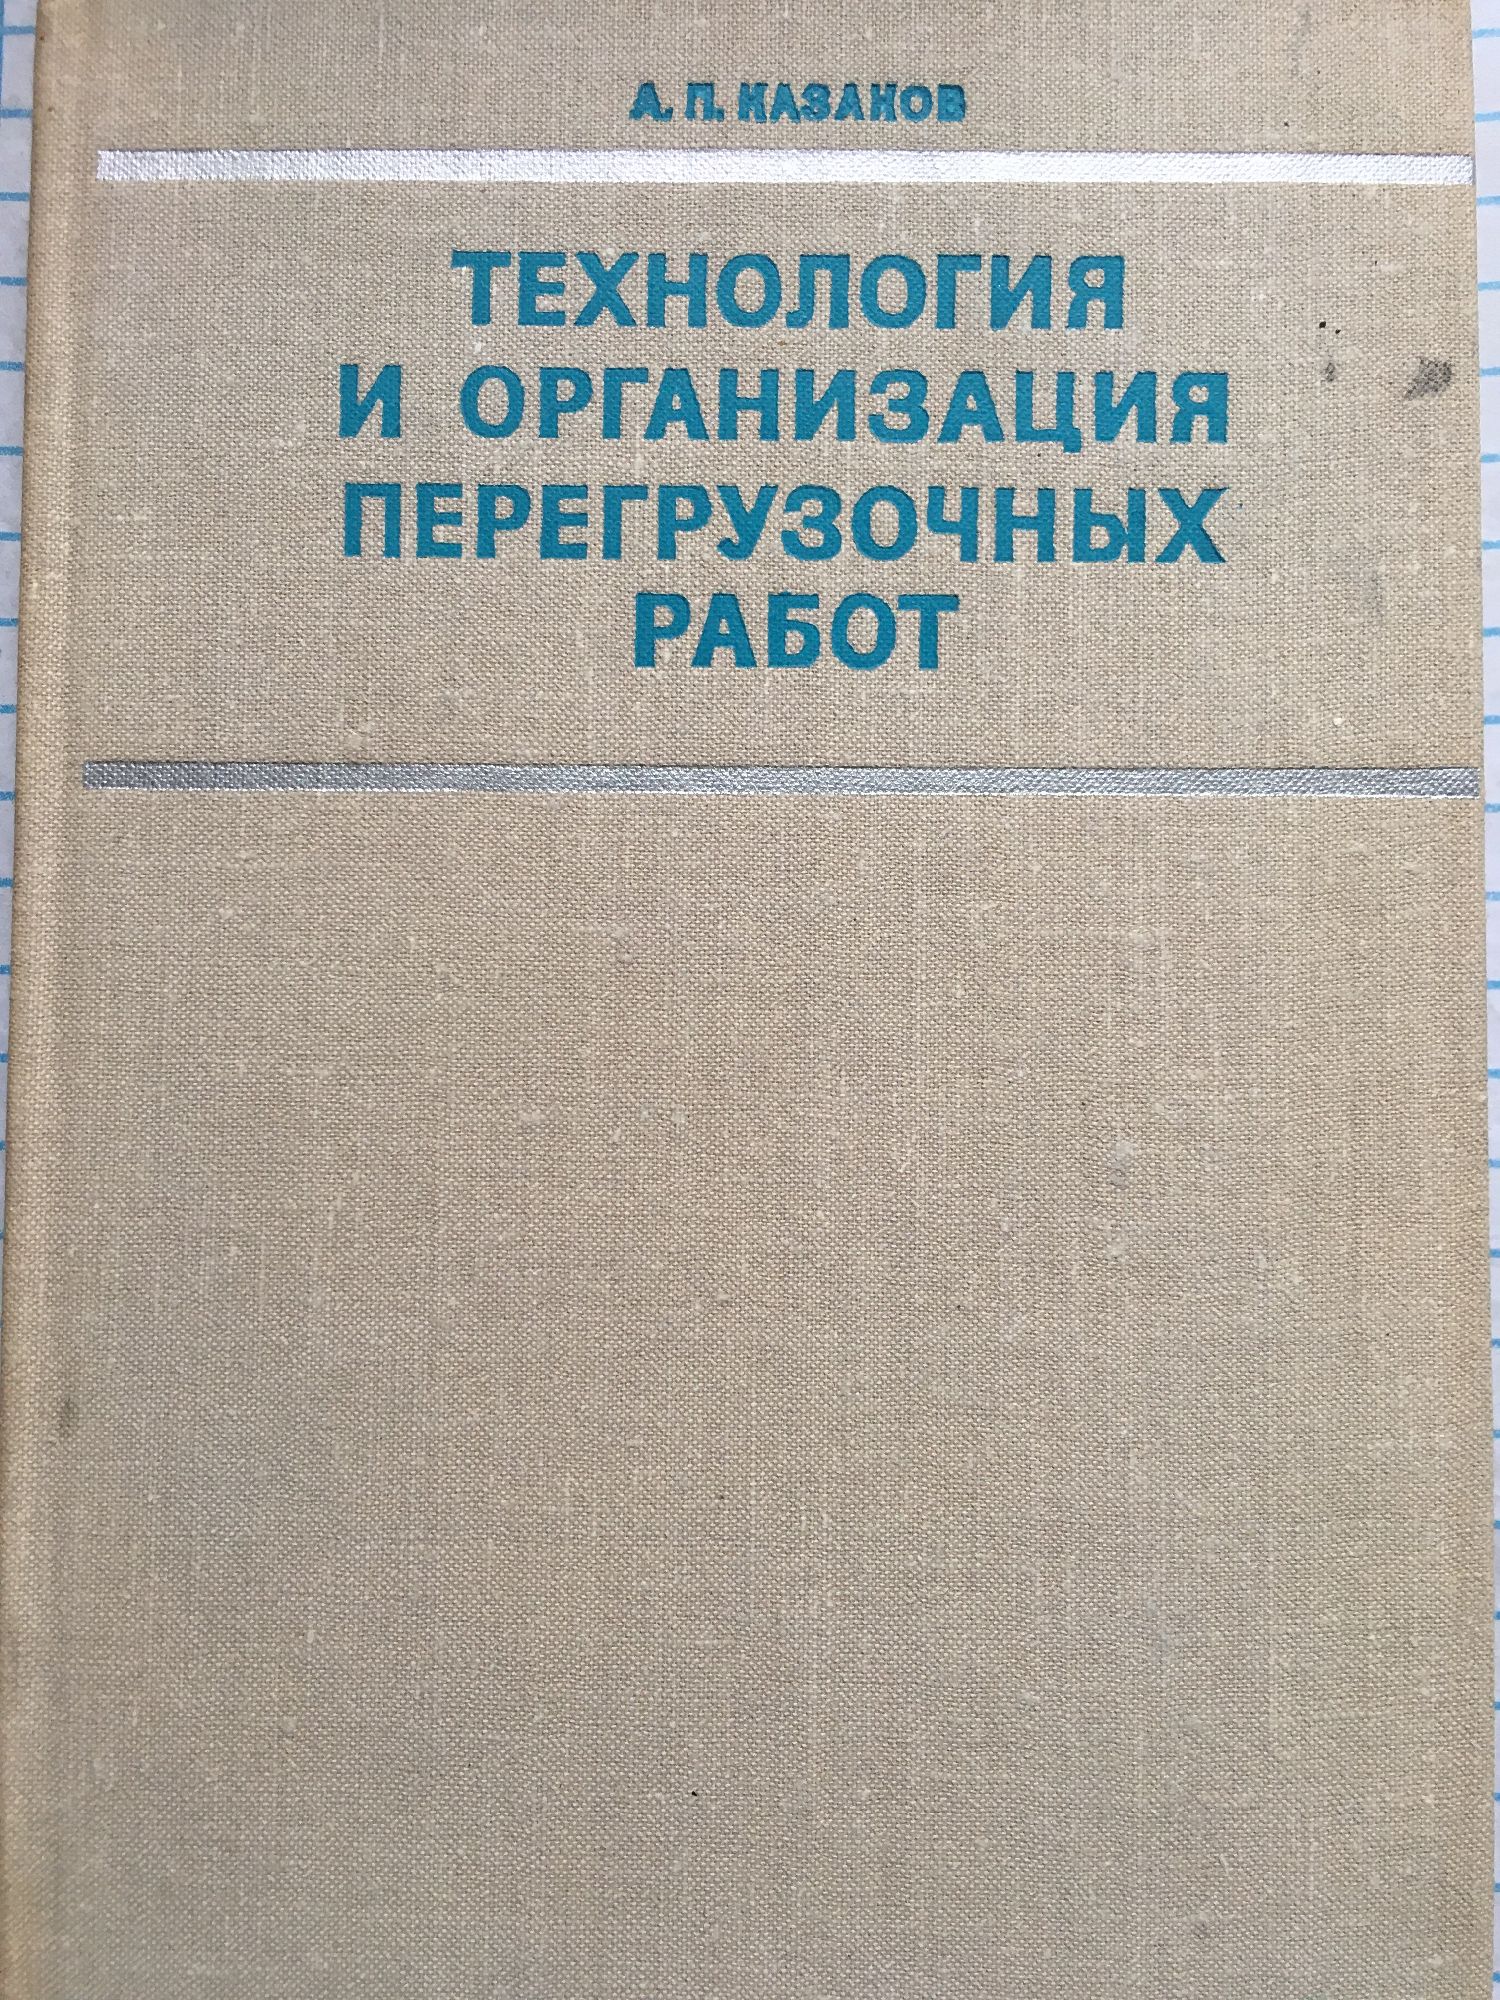 А. П. КАЗАКОВ
ТЕХНОЛОГИЯ
И ОРГАНИЗАЦИЯ
ПЕРЕГРУЗОЧНЫХ
РАБОТ